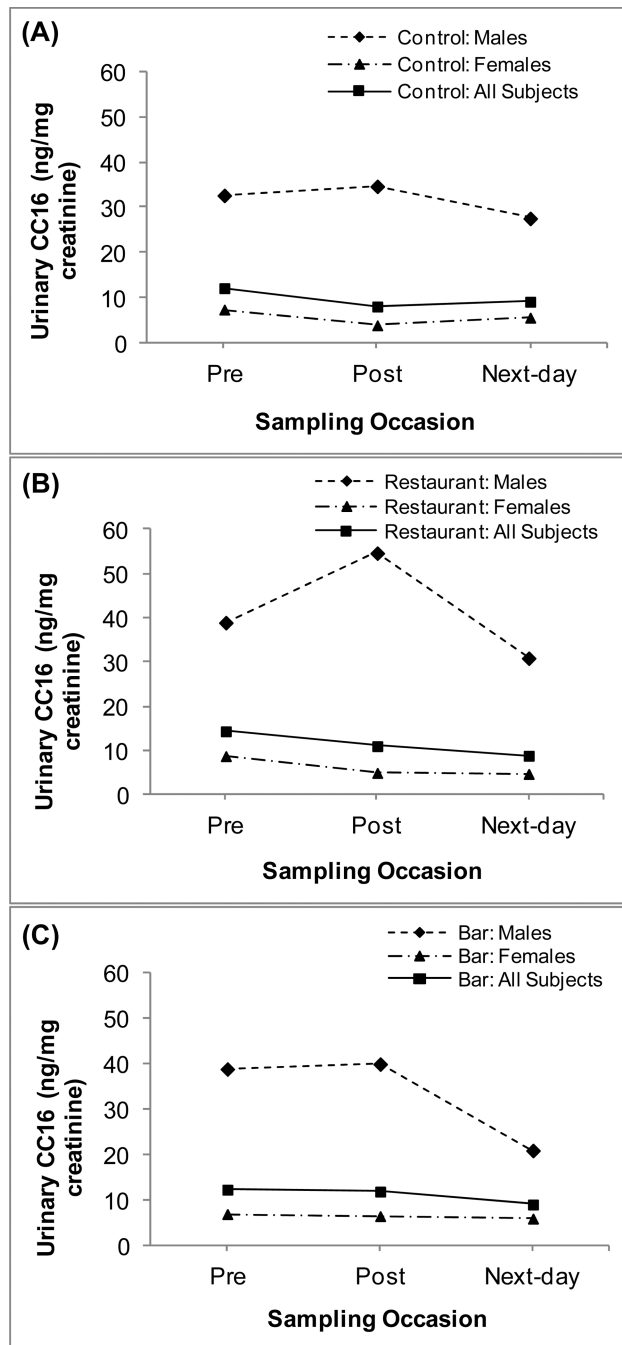 (A)
Control: Males
Control: Females
Control: All Subjects
60
50
40
30
20
10
0
Urinary CC16 (ng/mg
creatinine)
Pre Post Next-day
Sampling Occasion
(B)
Restaurant: Males
Restaurant: Females
Restaurant: All Subjects
60
50
40
30
20
10
0
Urinary CC16 (ng/mg
creatinine)
Pre Post Next-day
Sampling Occasion
(C)
Bar: Males
Bar: Females
Bar: All Subjects
60
50
40
30
20
10
0
Urinary CC16 (ng/mg
creatinine)
Pre Post Next-day
Sampling Occasion